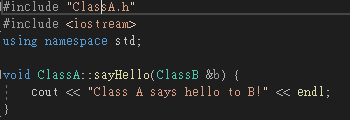 #include "ClassA.h"
#include <iostream>
using namespace std;
void ClassA::sayHello(ClassB &b) {
cout << "Class A says hello to B!" << endl;
}